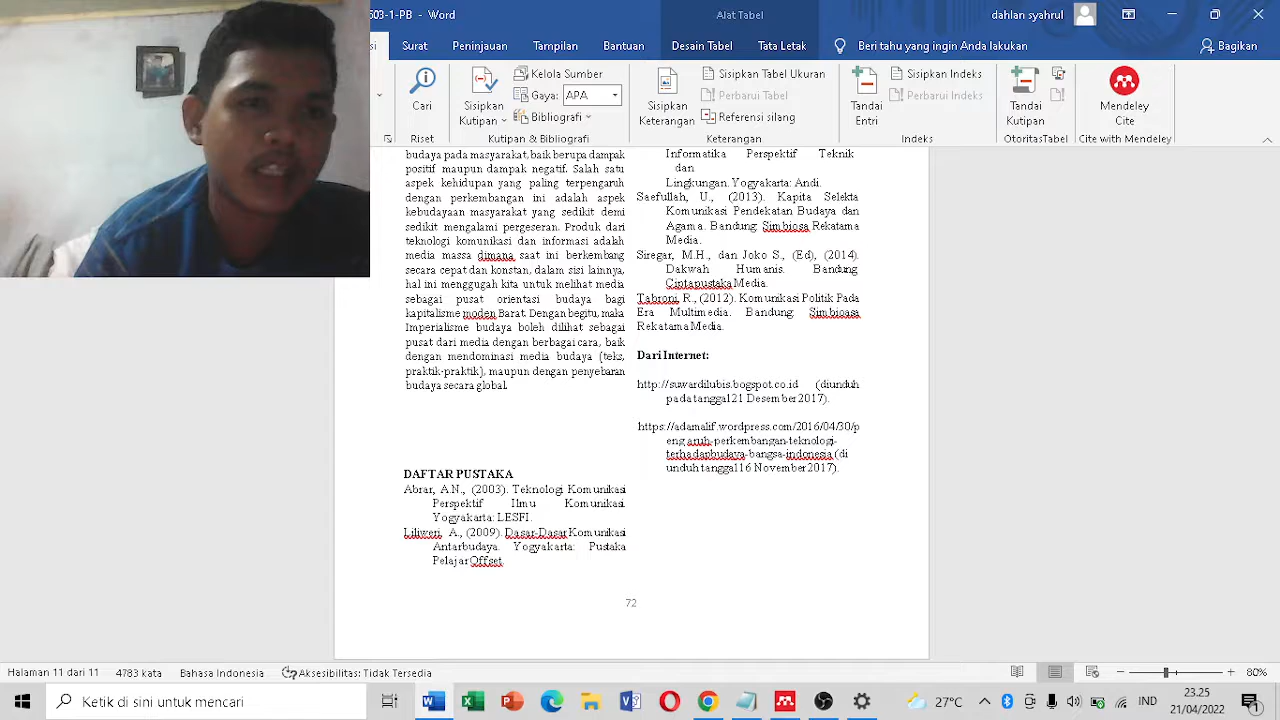 503-1-PB - Word
Alat Tabel
dahlan syahrul
si
Surat
Peninjauan
Tampilan
Bantuan
Desain Tabel
Tata Letak
Beri tahu yang ingin Anda lakukan
Bagikan
Cari
Riset
Sisipkan
Kutipan
Kelola Sumber
Gaya: APA
Bibliografi
Kutipan & Bibliografi
Sisipkan
Keterangan
Sisipkan Tabel Ukuran
Perbarui Tabel
Referensi silang
Keterangan
Tandai
Entri
Sisipkan Indeks
Perbarui Indeks
Indeks
Tandai
Kutipan
OtoritasTabel
Mendeley
Cite
Cite with Mendeley
budaya pada masyarakat, baik berupa dampak
positif maupun dampak negatif. Salah satu
aspek kehidupan yang paling terpengaruh
dengan perkembangan ini adalah aspek
kebudayaan masyarakat yang sedikit demi
sedikit mengalami pergeseran. Produk dari
teknologi komunikasi dan informasi adalah
media massa dimana saat ini berkembang
secara cepat dan konstan, dalam sisi lainnya,
hal ini menggugah kita untuk melihat media
sebagai pusat orientasi budaya bagi
kapitalisme moden Barat. Dengan begitu, maka
Imperialisme budaya boleh dilihat sebagai
pusat dari media dengan berbagai cara, baik
dengan mendominasi media budaya (teks,
praktik-praktik), maupun dengan penyebaran
budaya secara global.
DAFTAR PUSTAKA
Abrar, A.N., (2003). Teknologi Komunikasi
Perspektif Ilmu Komunikasi.
Yogyakarta: LESFI.
Liliweri, A., (2009). Dasar-Dasar Komunikasi
Antarbudaya. Yogyakarta: Pustaka
Pelajar Offset.
Informatika Perspektif Teknik
dan
Lingkungan. Yogyakarta: Andi.
Saefullah, U., (2013). Kapita Selekta
Komunikasi Pendekatan Budaya dan
Agama. Bandung: Simbiosa Rekatama
Media.
Siregar, M.H., dan Joko S., (Ed), (2014).
Dakwah Humanis. Bandung:
Ciptapustaka Media.
Tabroni, R., (2012). Komunikasi Politik Pada
Era Multimedia. Bandung: Simbioasa
Rekatama Media.
Dari Internet:
http://suwardilubis.bogspot.co.id (diunduh
pada tanggal 21 Desember 2017).
https://adamalif.wordpress.com/2016/04/30/p
eng aruh-perkembangan-teknologi-
terhadapbudaya-bangsa-indonesia (di
unduh tanggal 16 November 2017).
72
Halaman 11 dari 11
4783 kata
Bahasa Indonesia
Aksesibilitas: Tidak Tersedia
80%
Ketik di sini untuk mencari
27°C
IND
23.25
21/04/2022
1